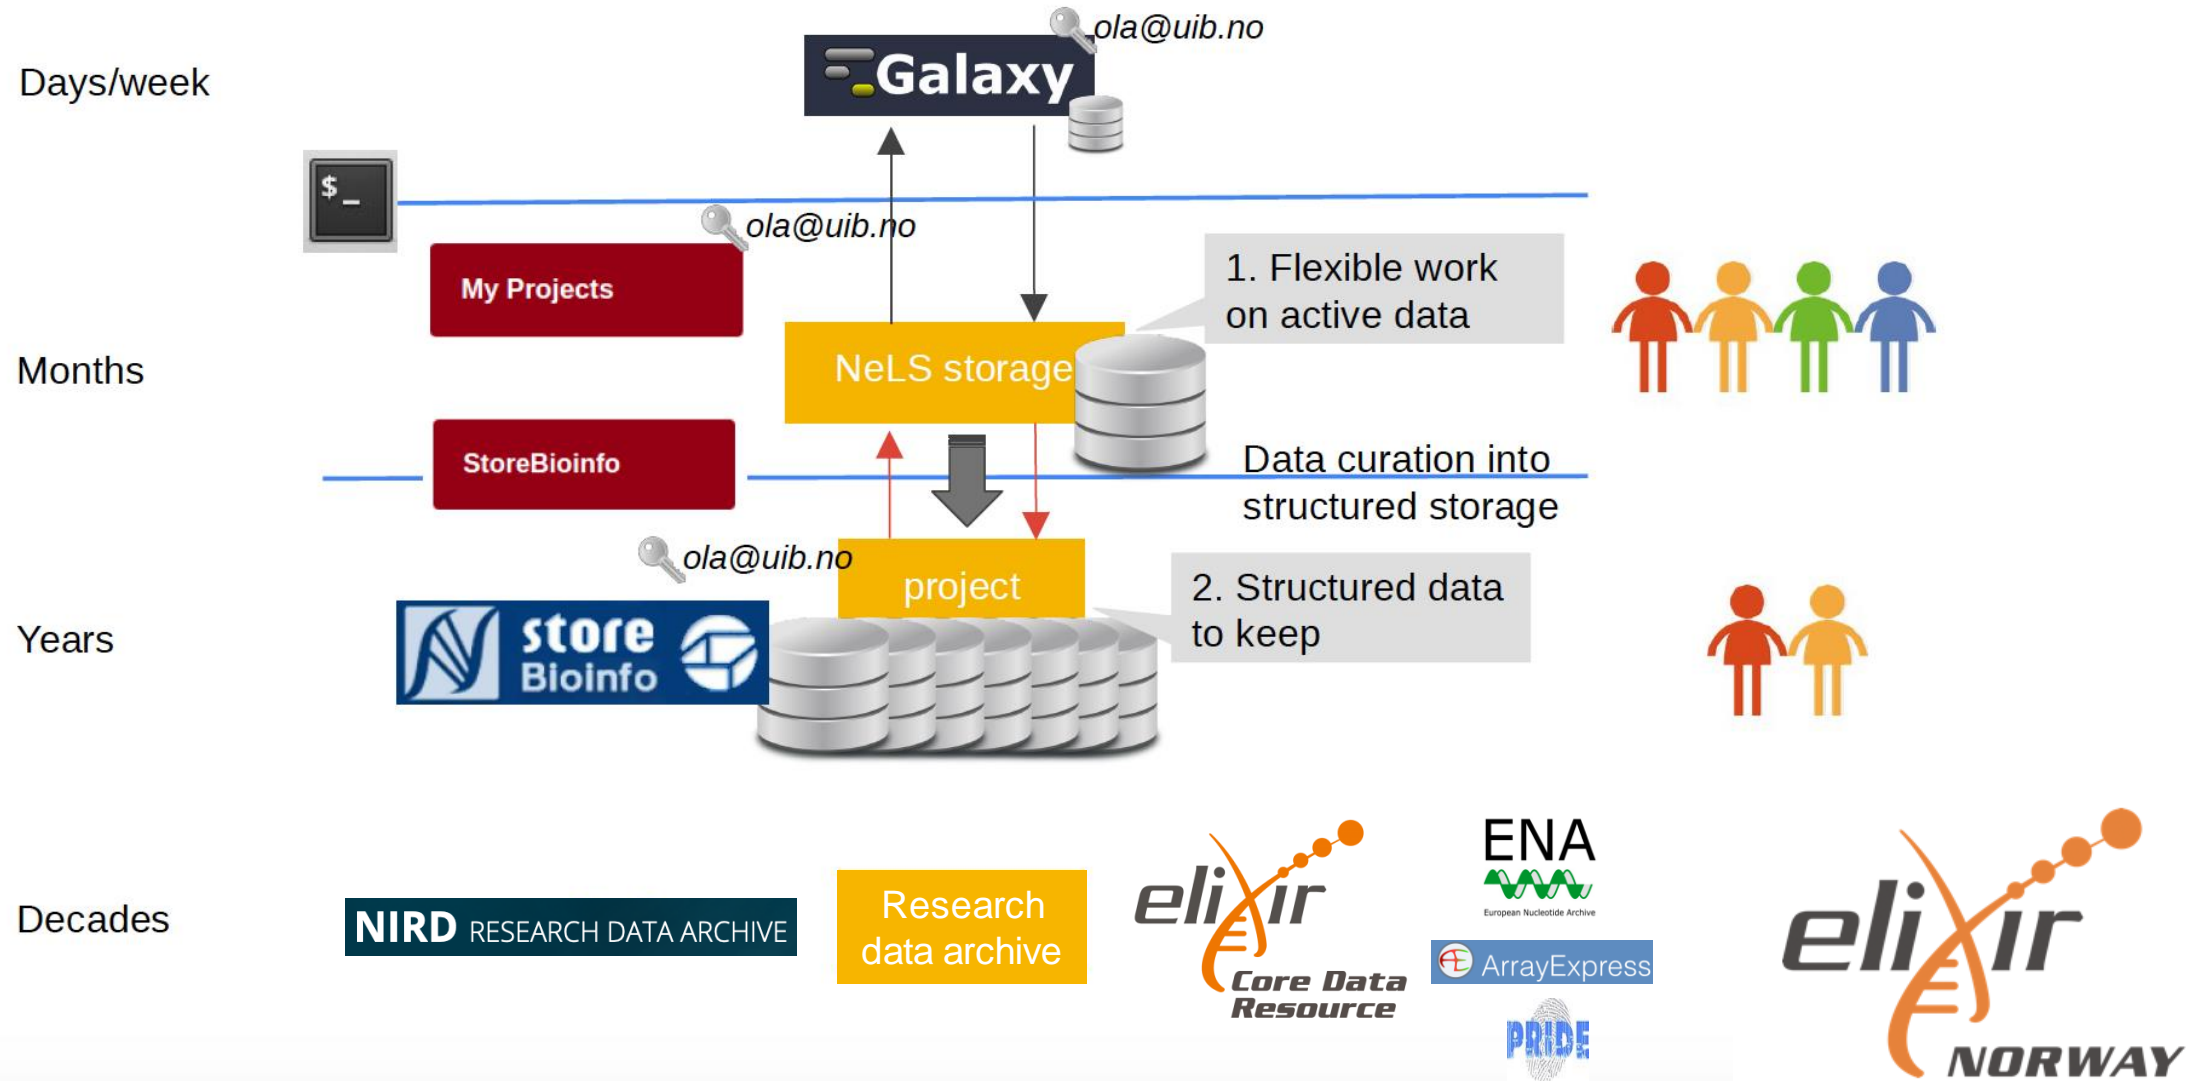 ola@uib.no
Days/week
Galaxy
$_
ola@uib.no
My Projects
1. Flexible work
on active data
Months
NeLS storage
StoreBioinfo
Data curation into
structured storage
ola@uib.no
project
2. Structured data
to keep
Years
store
Bioinfo
Decades
NIRD RESEARCH DATA ARCHIVE
Research
data archive
elixir
Core Data
Resource
ENA
European Nucleotide Archive
AE ArrayExpress
PRIDE
elixir
NORWAY